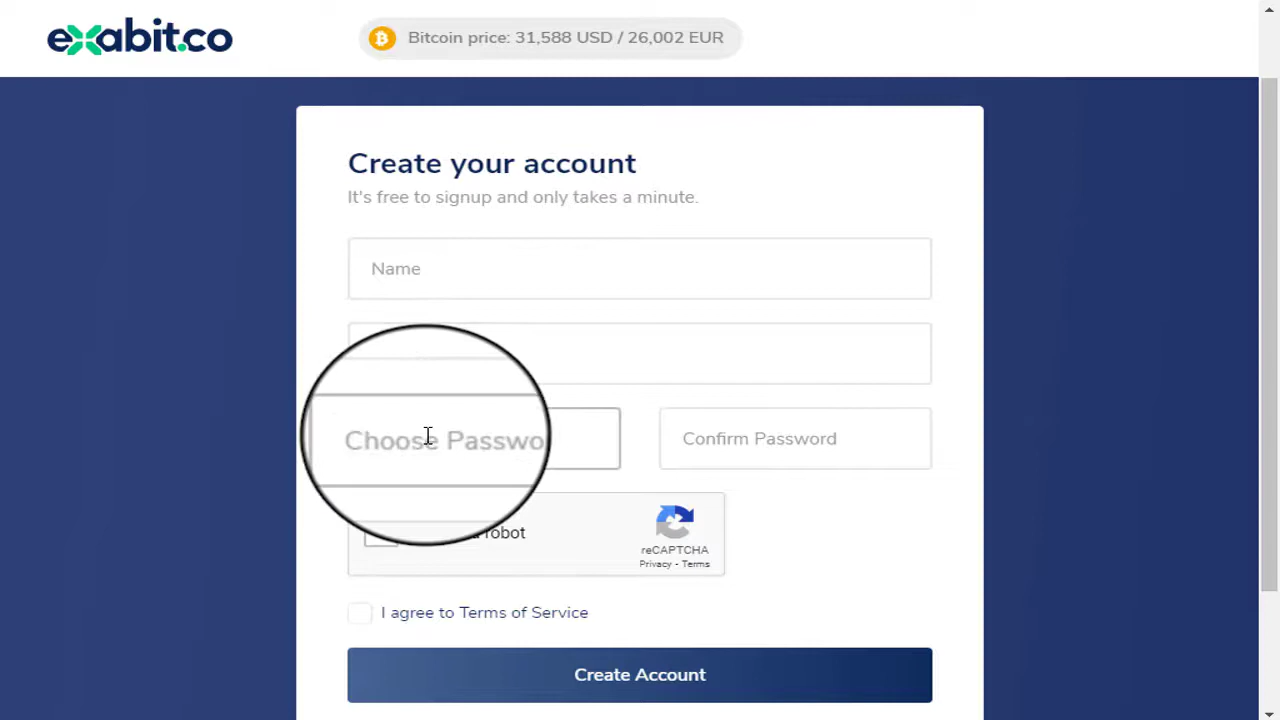 exabit.co
Bitcoin price: 31,588 USD / 26,002 EUR
Create your account
It's free to signup and only takes a minute.
Name
Choose Passwo
Confirm Password
robot
reCAPTCHA
Privacy - Terms
I agree to Terms of Service
Create Account